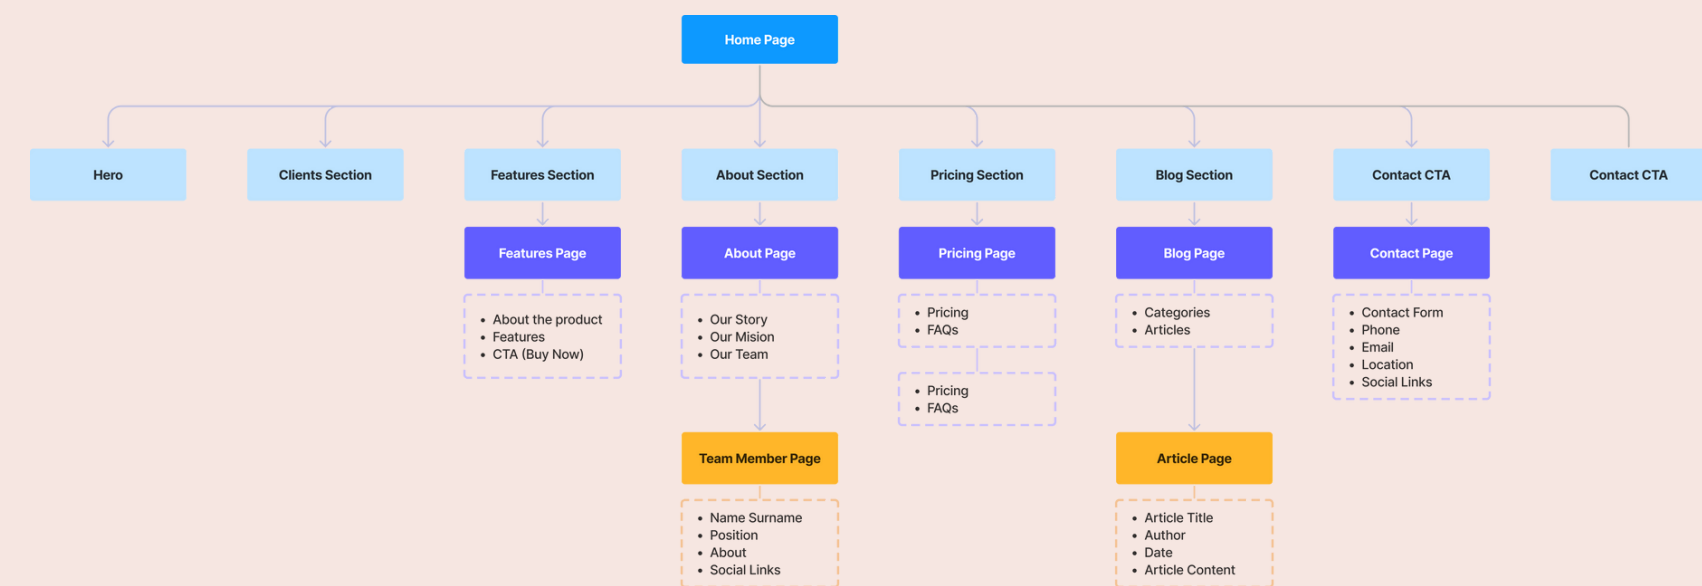 Home Page
Hero
Clients Section
Features Section
About Section
Pricing Section
Blog Section
Contact CTA
Contact CTA
Features Page
About Page
Pricing Page
Blog Page
Contact Page
• About the product
• Features
• CTA (Buy Now)
• Our Story
• Our Mision
• Our Team
• Pricing
• FAQs
• Pricing
• FAQs
• Categories
• Articles
• Contact Form
• Phone
• Email
• Location
• Social Links
Team Member Page
Article Page
• Name Surname
• Position
• About
• Social Links
• Article Title
• Author
• Date
• Article Content